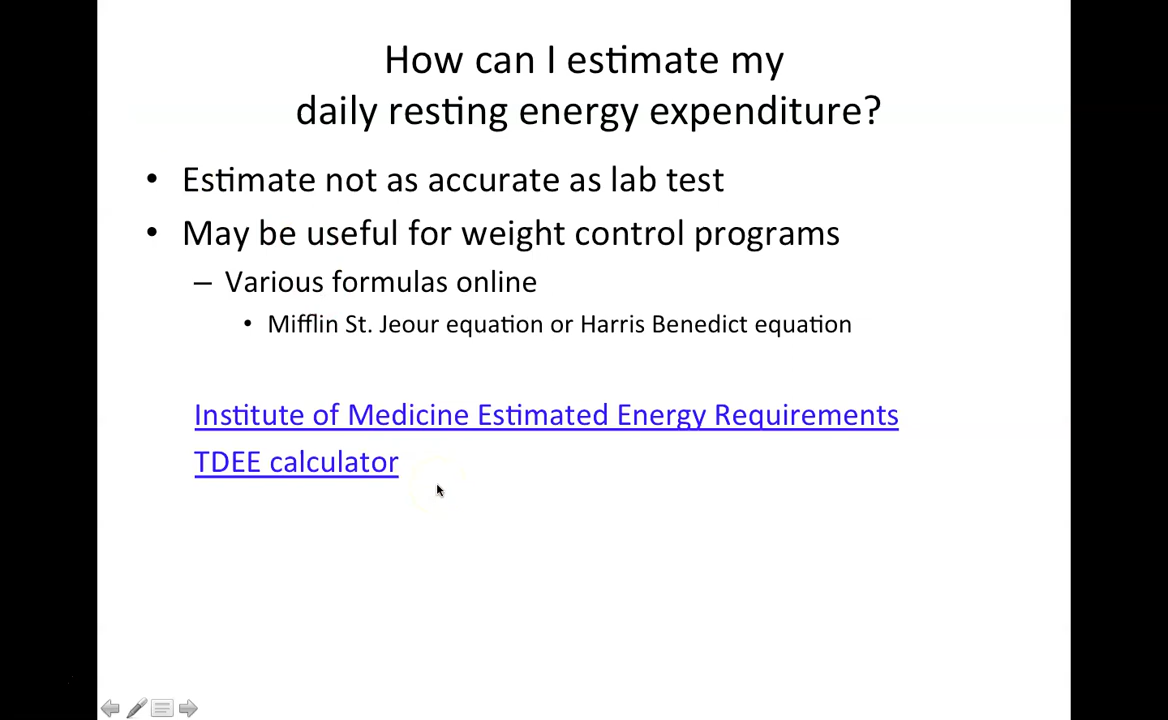 How can I estimate my
daily resting energy expenditure?
• Estimate not as accurate as lab test
• May be useful for weight control programs
– Various formulas online
• Mifflin St. Jeour equation or Harris Benedict equation
Institute of Medicine Estimated Energy Requirements
TDEE calculator